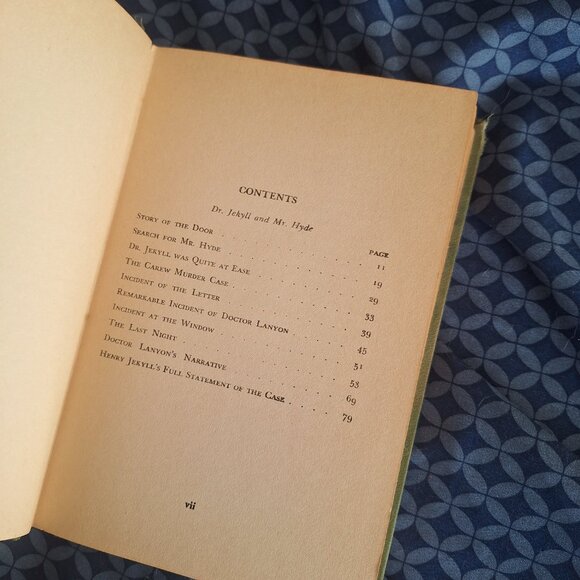 CONTENTS
Dr. Jekyll and Mr. Hyde
PAGE
Story of the Door . . . . . . . . 11
Search for Mr. Hyde . . . . . . . . 19
Dr. Jekyll was Quite at Ease . . . . . . . 29
The Carew Murder Case . . . . . . . 33
Incident of the Letter . . . . . . . 39
Remarkable Incident of Doctor Lanyon . . . . 45
Incident at the Window . . . . . . . 51
The Last Night . . . . . . . . 53
Doctor Lanyon's Narrative . . . . . . 69
Henry Jekyll's Full Statement of the Case . . . . 79
vii